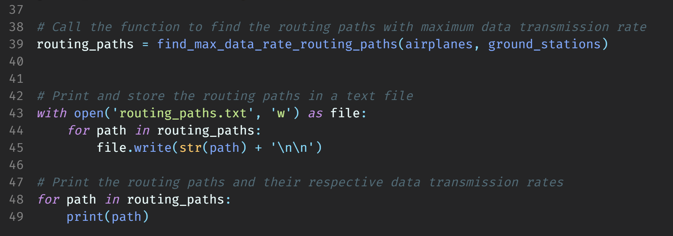 37
38 # Call the function to find the routing paths with maximum data transmission rate
39 routing_paths = find_max_data_rate_routing_paths(airplanes, ground_stations)
40
41
42 # Print and store the routing paths in a text file
43 with open('routing_paths.txt', 'w') as file:
44     for path in routing_paths:
45         file.write(str(path) + '\n\n')
46
47 # Print the routing paths and their respective data transmission rates
48 for path in routing_paths:
49     print(path)